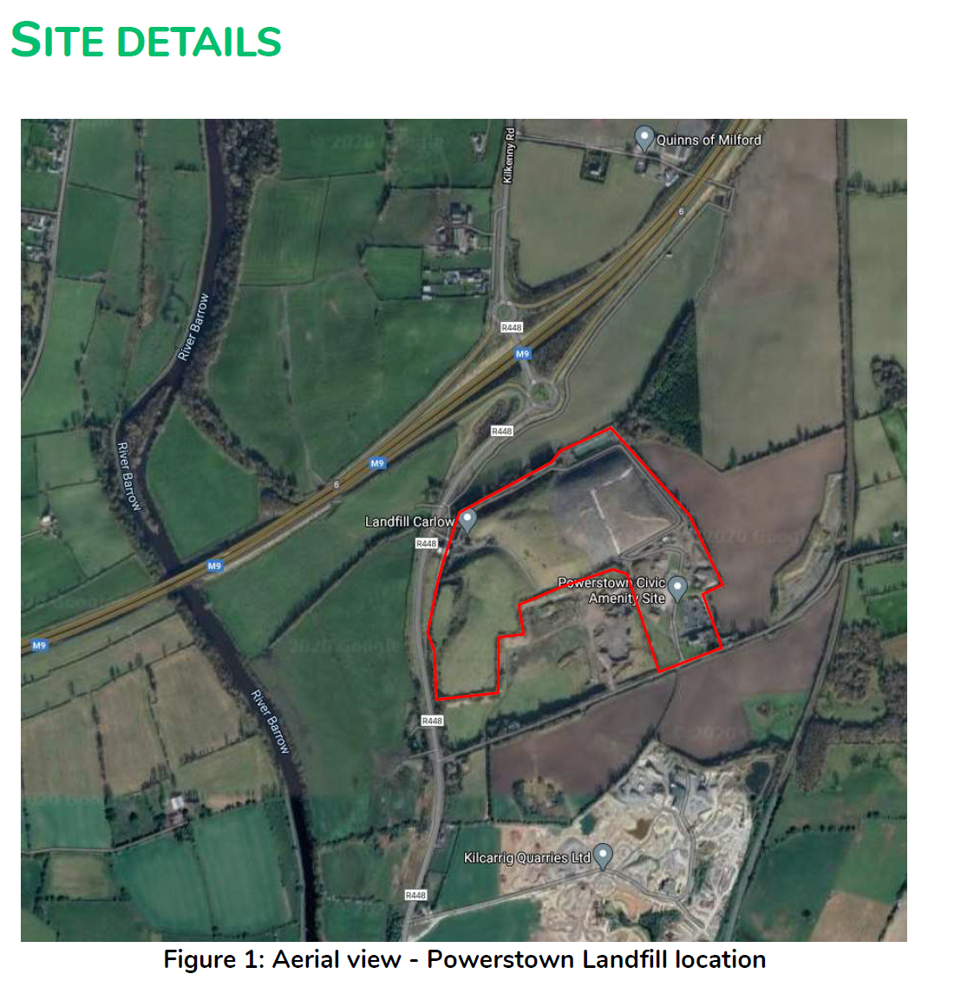 SITE DETAILS
Quinns of Milford
Kilkenny Rd
6
River Barrow
R448
M9
R448
River Barrow
M9
6
Landfill Carlow
R448
M9
Powerstown Civic
Amenity Site
M9
River Barrow
R448
Kilcarrig Quarries Ltd
R448
Figure 1: Aerial view - Powerstown Landfill location